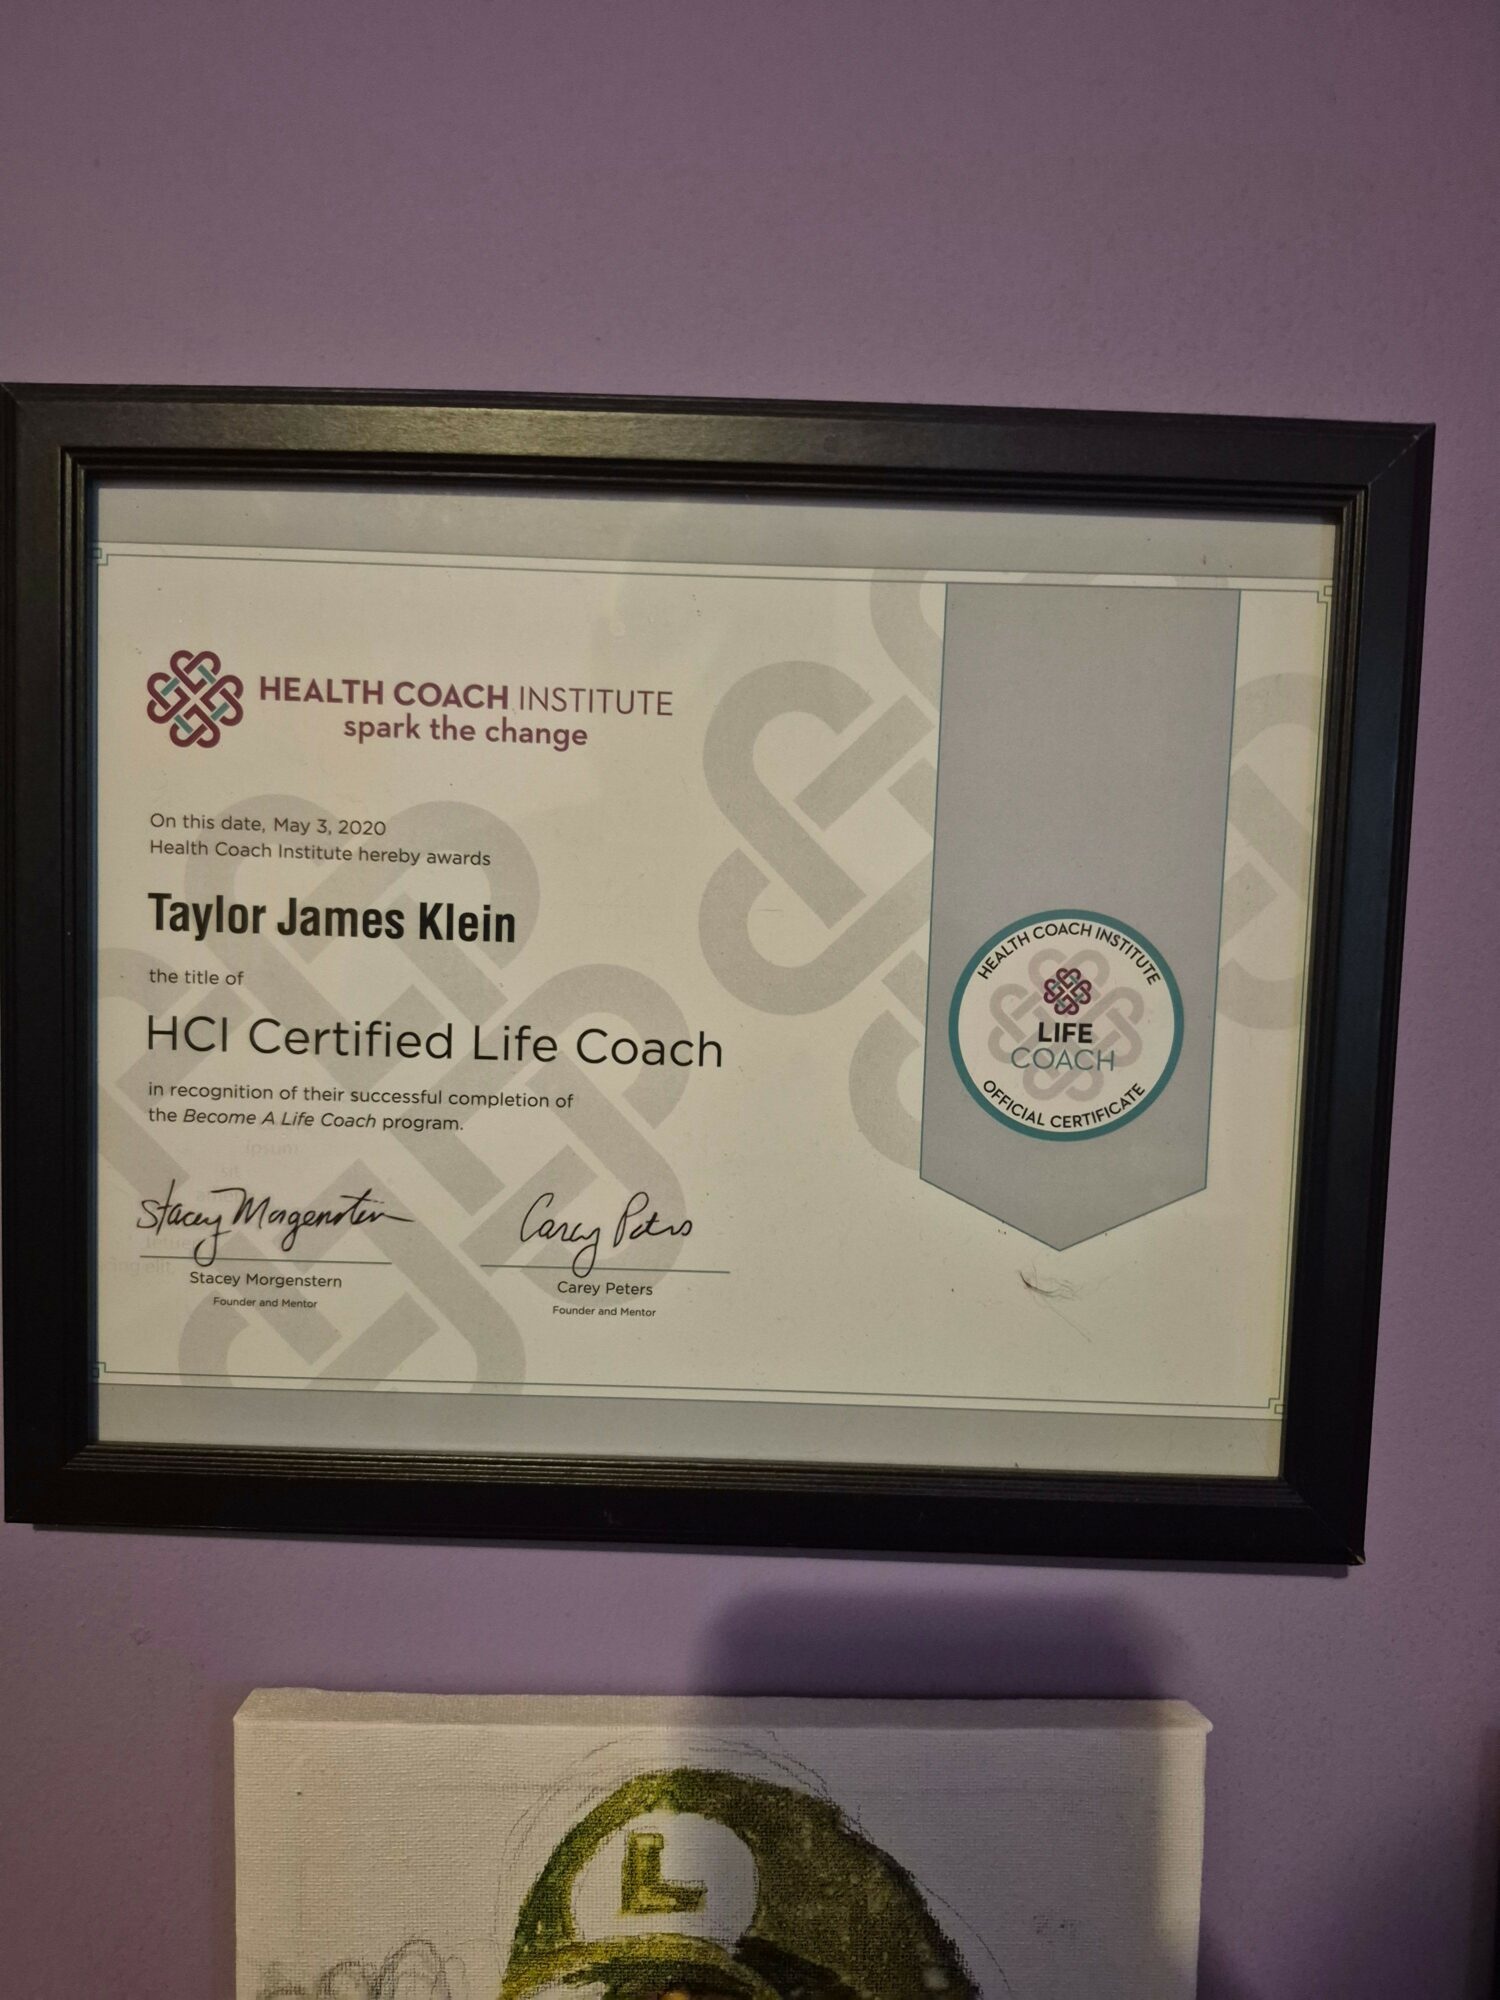 HEALTH COACH INSTITUTE
spark the change
On this date, May 3, 2020
Health Coach Institute hereby awards
Taylor James Klein
the title of
HCI Certified Life Coach
in recognition of their successful completion of
the Become A Life Coach program.
ipsum
sit
Stacey Morgenstern
Stacey Morgenstern
Founder and Mentor
Carey Peters
Carey Peters
Founder and Mentor
HEALTH COACH INSTITUTE
LIFE
COACH
OFFICIAL CERTIFICATE
L